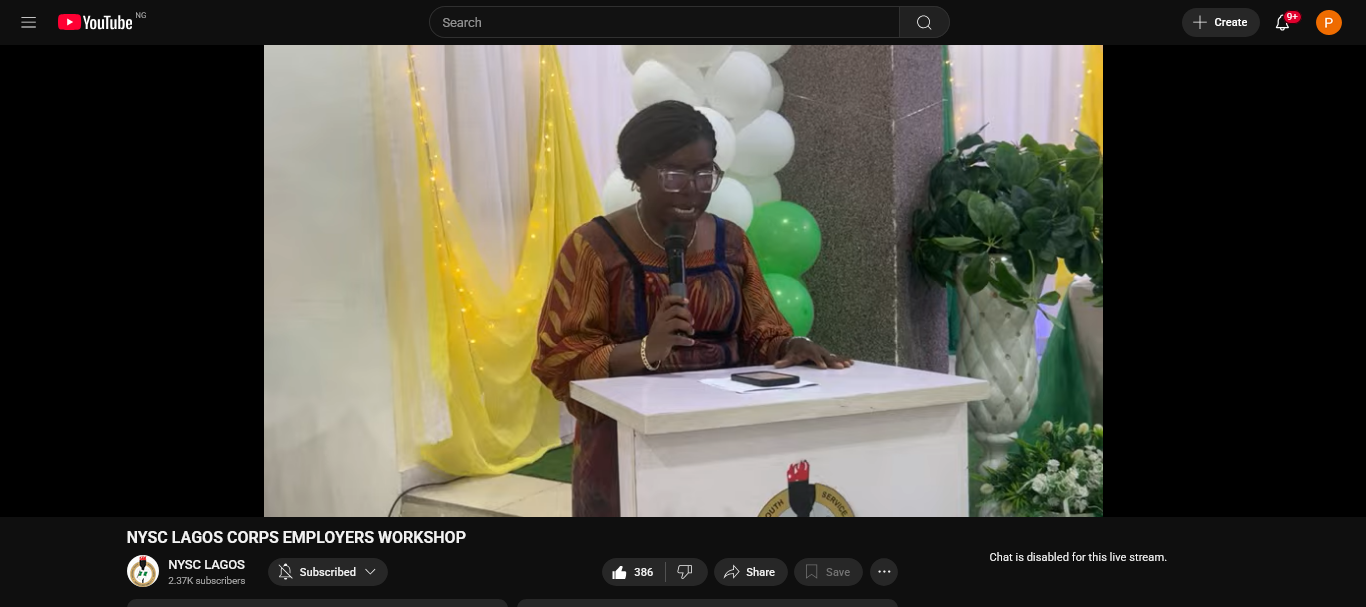 YouTube NG
Search
Create
9+
P
OUTH SERVICE
NYSC LAGOS CORPS EMPLOYERS WORKSHOP
NYSC LAGOS
2.37K subscribers
Subscribed
386
Share
Save
Chat is disabled for this live stream.